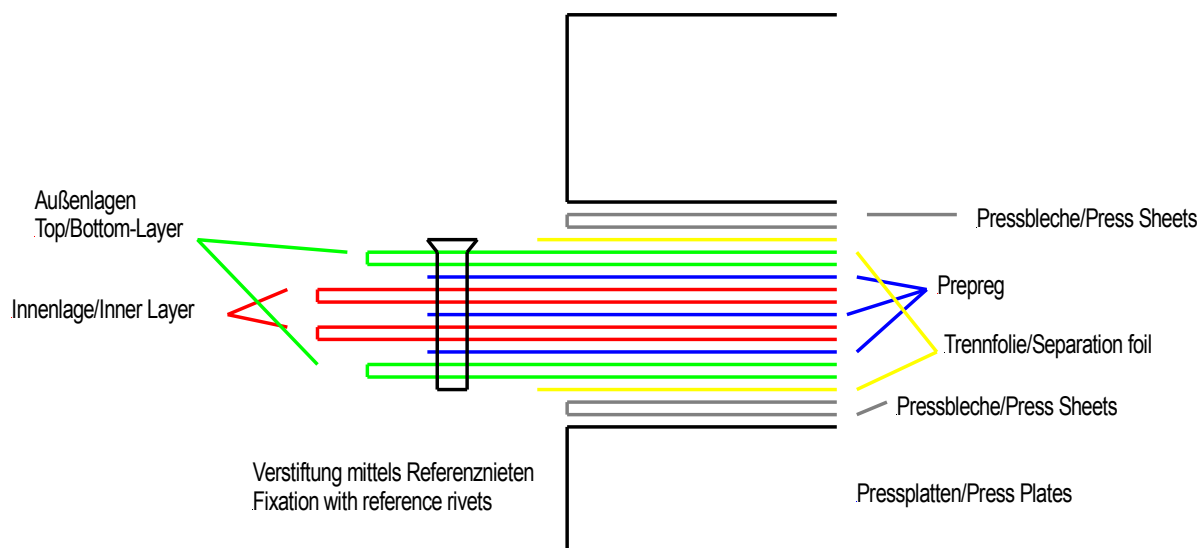 Außenlagen
Top/Bottom-Layer
Pressbleche/Press Sheets
Innenlage/Inner Layer
Prepreg
Trennfolie/Separation foil
Pressbleche/Press Sheets
Verstiftung mittels Referenznieten
Fixation with reference rivets
Pressplatten/Press Plates